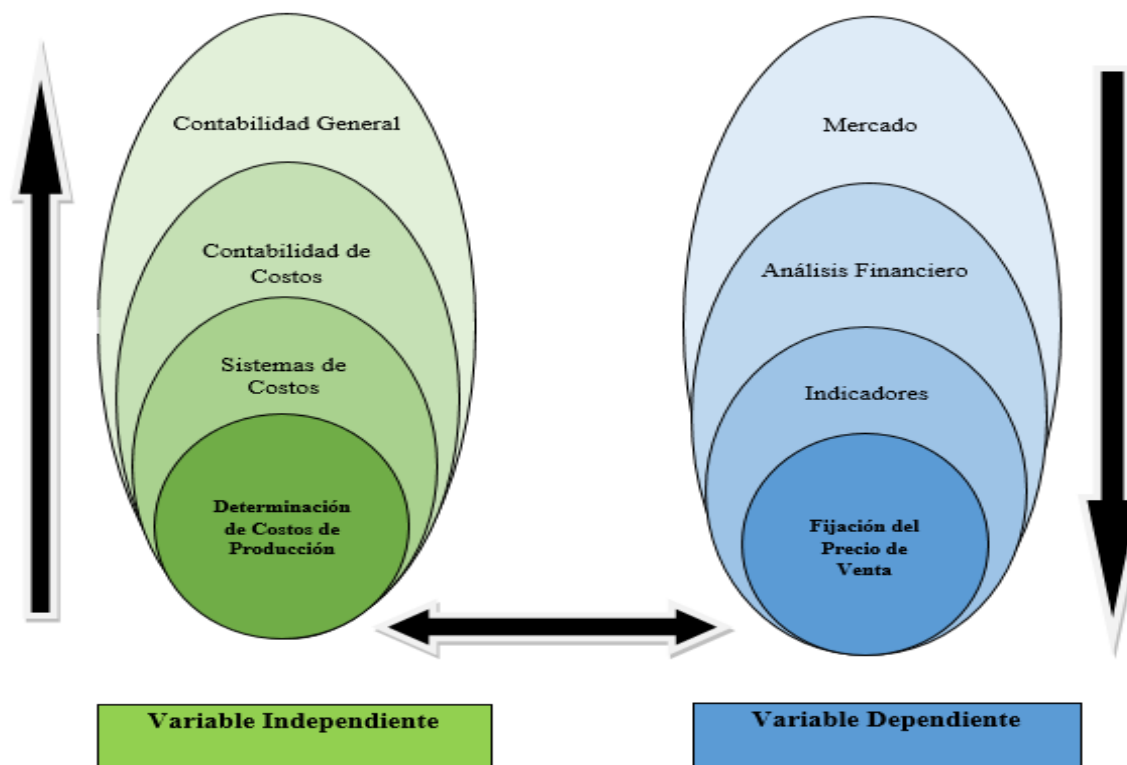 Contabilidad General
Contabilidad de
Costos
Sistemas de
Costos
Determinación
de Costos de
Producción
Variable Independiente
Mercado
Análisis Financiero
Indicadores
Fijación del
Precio de
Venta
Variable Dependiente